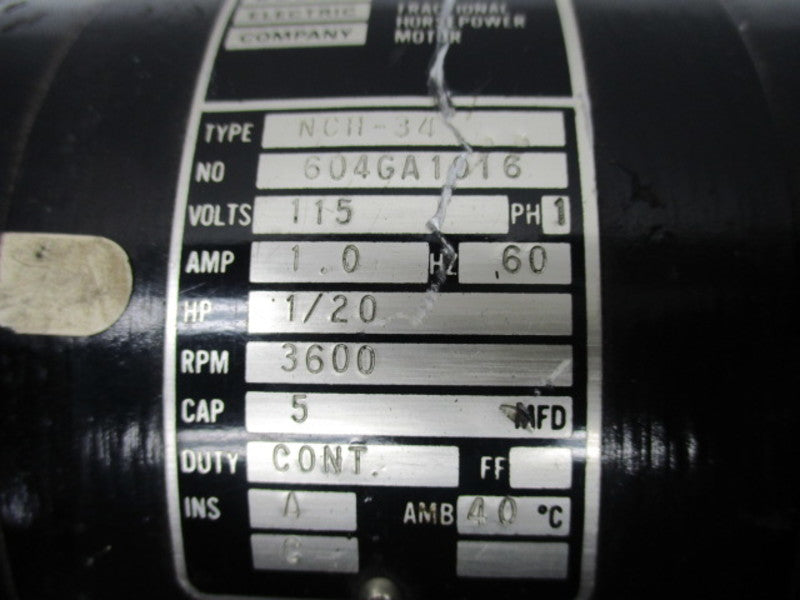 ELECTRIC FRACTIONAL
COMPANY HORSEPOWER
MOTOR
TYPE NCH-34
NO 604GA1016
VOLTS 115 PH 1
AMP 1.0 HZ 60
HP 1/20
RPM 3600
CAP 5 MFD
DUTY CONT. FF
INS A AMB 40 °C
C